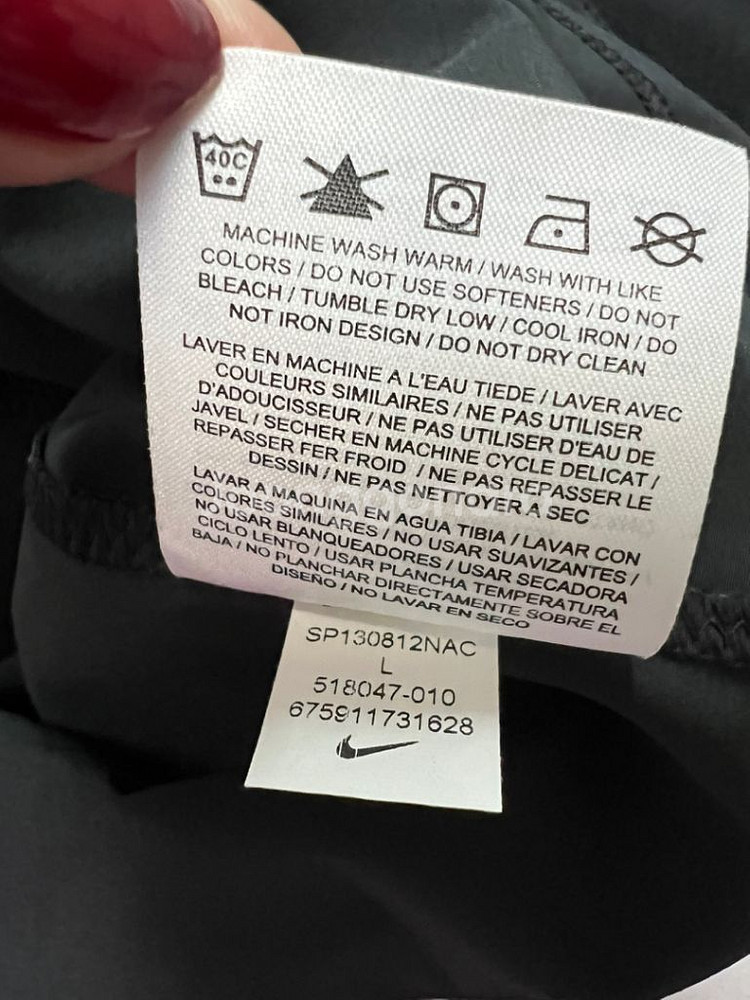 40C
MACHINE WASH WARM / WASH WITH LIKE
COLORS / DO NOT USE SOFTENERS / DO NOT
BLEACH / TUMBLE DRY LOW / COOL IRON / DO
NOT IRON DESIGN / DO NOT DRY CLEAN
LAVER EN MACHINE A L'EAU TIEDE / LAVER AVEC
COULEURS SIMILAIRES / NE PAS UTILISER
D'ADOUCISSEUR / NE PAS UTILISER D'EAU DE
JAVEL / SECHER EN MACHINE CYCLE DELICAT /
REPASSER FER FROID / NE PAS REPASSER LE
DESSIN / NE PAS NETTOYER A SEC
LAVAR A MAQUINA EN AGUA TIBIA / LAVAR CON
COLORES SIMILARES / NO USAR SUAVIZANTES /
NO USAR BLANQUEADORES / USAR SECADORA
CICLO LENTO / USAR PLANCHA TEMPERATURA
BAJA / NO PLANCHAR DIRECTAMENTE SOBRE EL
DISEÑO / NO LAVAR EN SECO
SP130812NAC
L
518047-010
675911731628